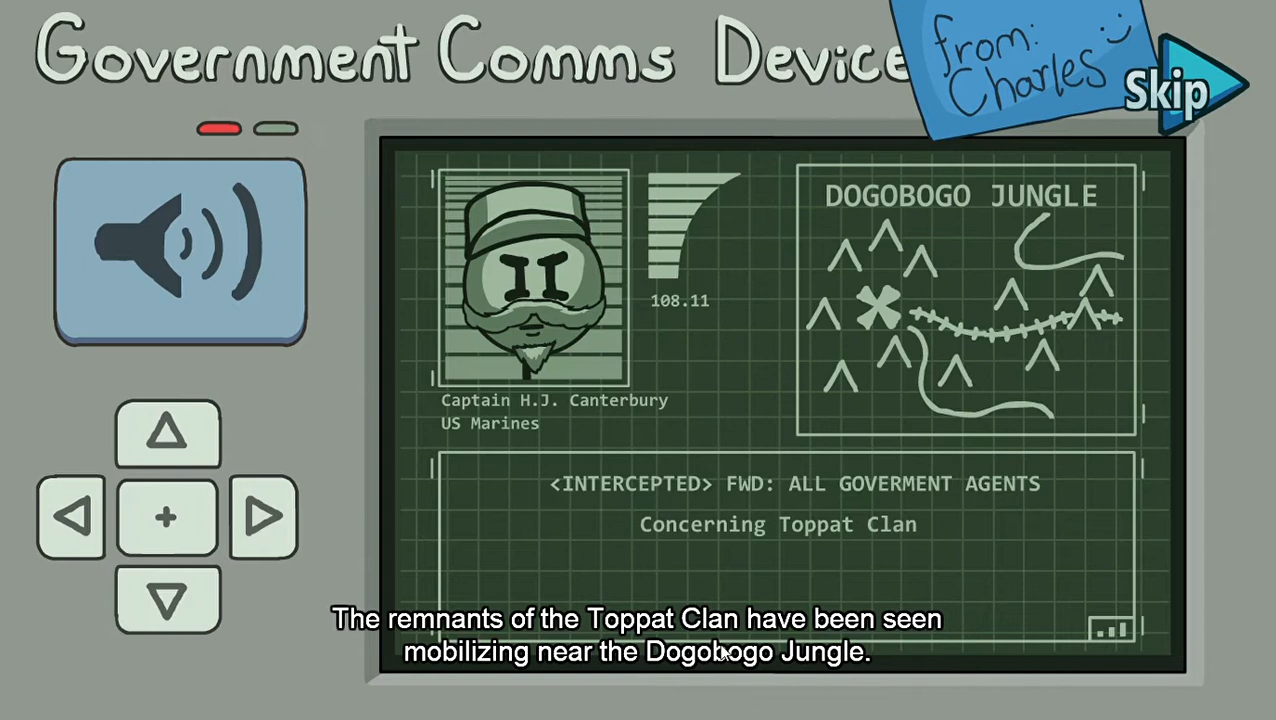 Government Comms Device
from:
Charles
Skip
DOGOBOGO JUNGLE
108.11
Captain H.J. Canterbury
US Marines
<INTERCEPTED> FWD: ALL GOVERMENT AGENTS
Concerning Toppat Clan
The remnants of the Toppat Clan have been seen
mobilizing near the Dogobogo Jungle.